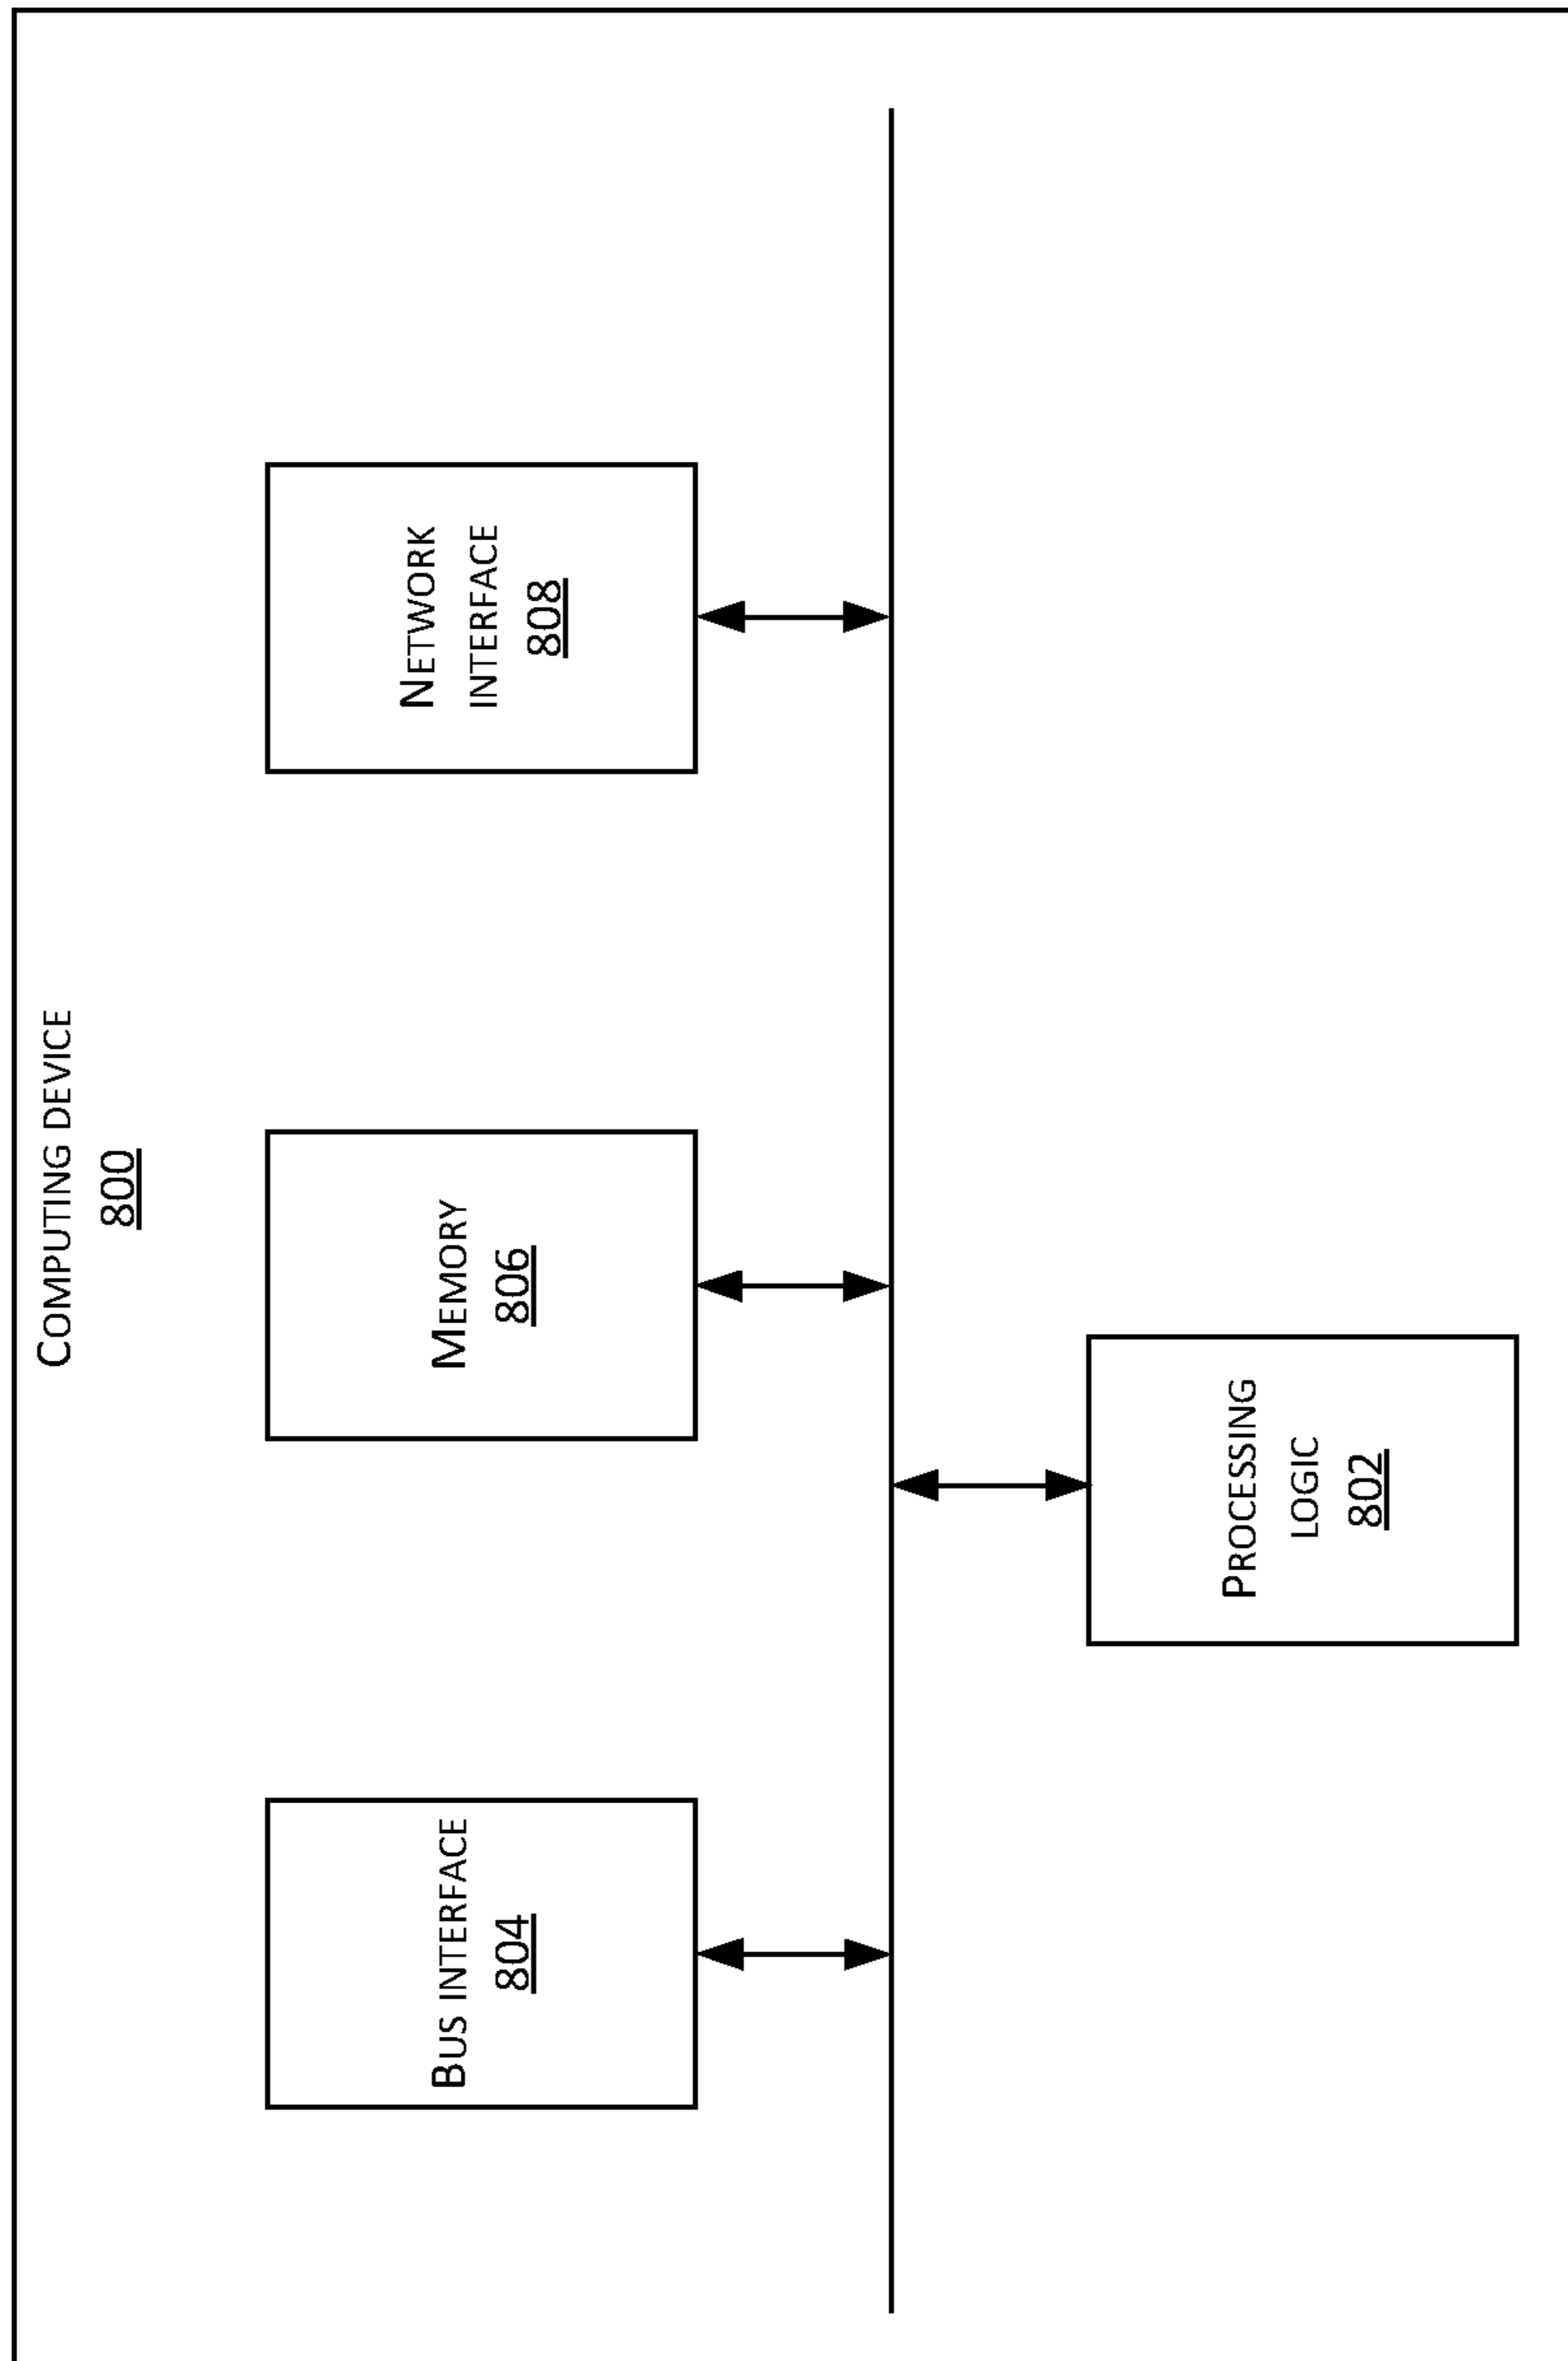 COMPUTING DEVICE
800
BUS INTERFACE
804
MEMORY
806
NETWORK
INTERFACE
808
PROCESSING
LOGIC
802